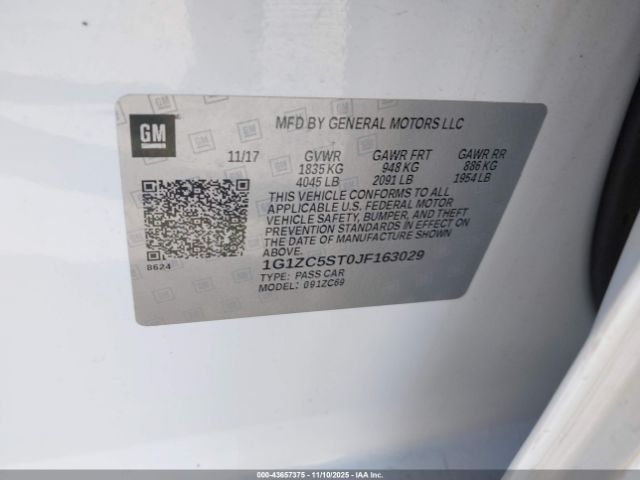 GM
MFD BY GENERAL MOTORS LLC
11/17 GVWR GAWR FRT GAWR RR
1835 KG 948 KG 886 KG
4045 LB 2091 LB 1954 LB
THIS VEHICLE CONFORMS TO ALL
APPLICABLE U.S. FEDERAL MOTOR
VEHICLE SAFETY, BUMPER, AND THEFT
PREVENTION STANDARDS IN EFFECT ON
THE DATE OF MANUFACTURE SHOWN
ABOVE.
8624
1G1ZC5ST0JF163029
TYPE: PASS CAR
MODEL: 091ZC69
000-43657375 - 11/10/2025 - IAA Inc.